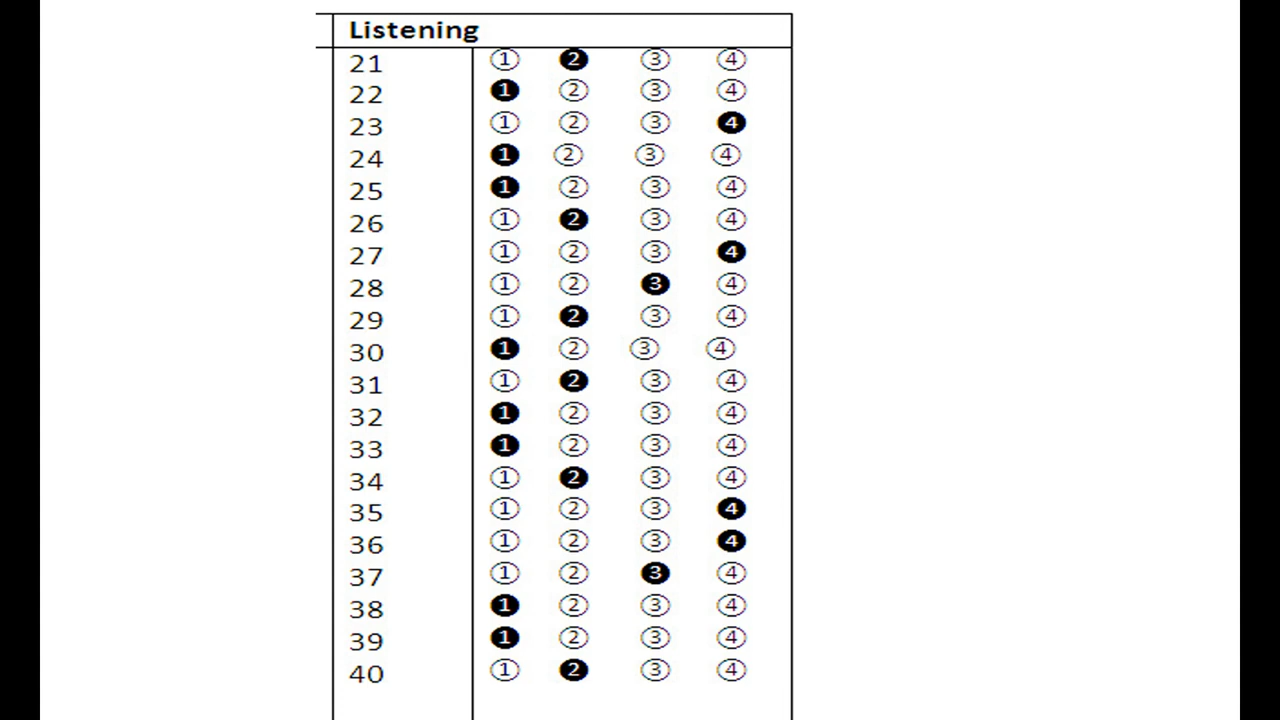 Listening
21 ① ❷ ③ ④
22 ❶ ② ③ ④
23 ① ② ③ ❹
24 ❶ ② ③ ④
25 ❶ ② ③ ④
26 ① ❷ ③ ④
27 ① ② ③ ❹
28 ① ② ❸ ④
29 ① ❷ ③ ④
30 ❶ ② ③ ④
31 ① ❷ ③ ④
32 ❶ ② ③ ④
33 ❶ ② ③ ④
34 ① ❷ ③ ④
35 ① ② ③ ❹
36 ① ② ③ ❹
37 ① ② ❸ ④
38 ❶ ② ③ ④
39 ❶ ② ③ ④
40 ① ❷ ③ ④